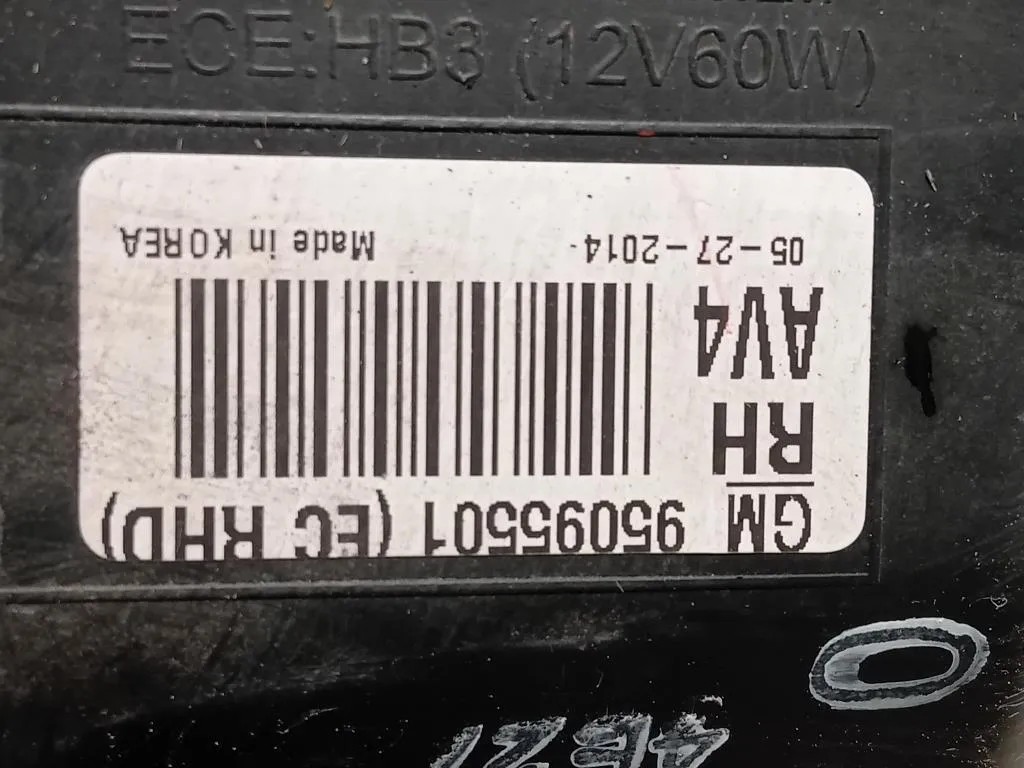 ECE:HB3 (12V60W)
GM 95095501 (EC RHD)
RH
AV4
05-27-2014 Made in KOREA